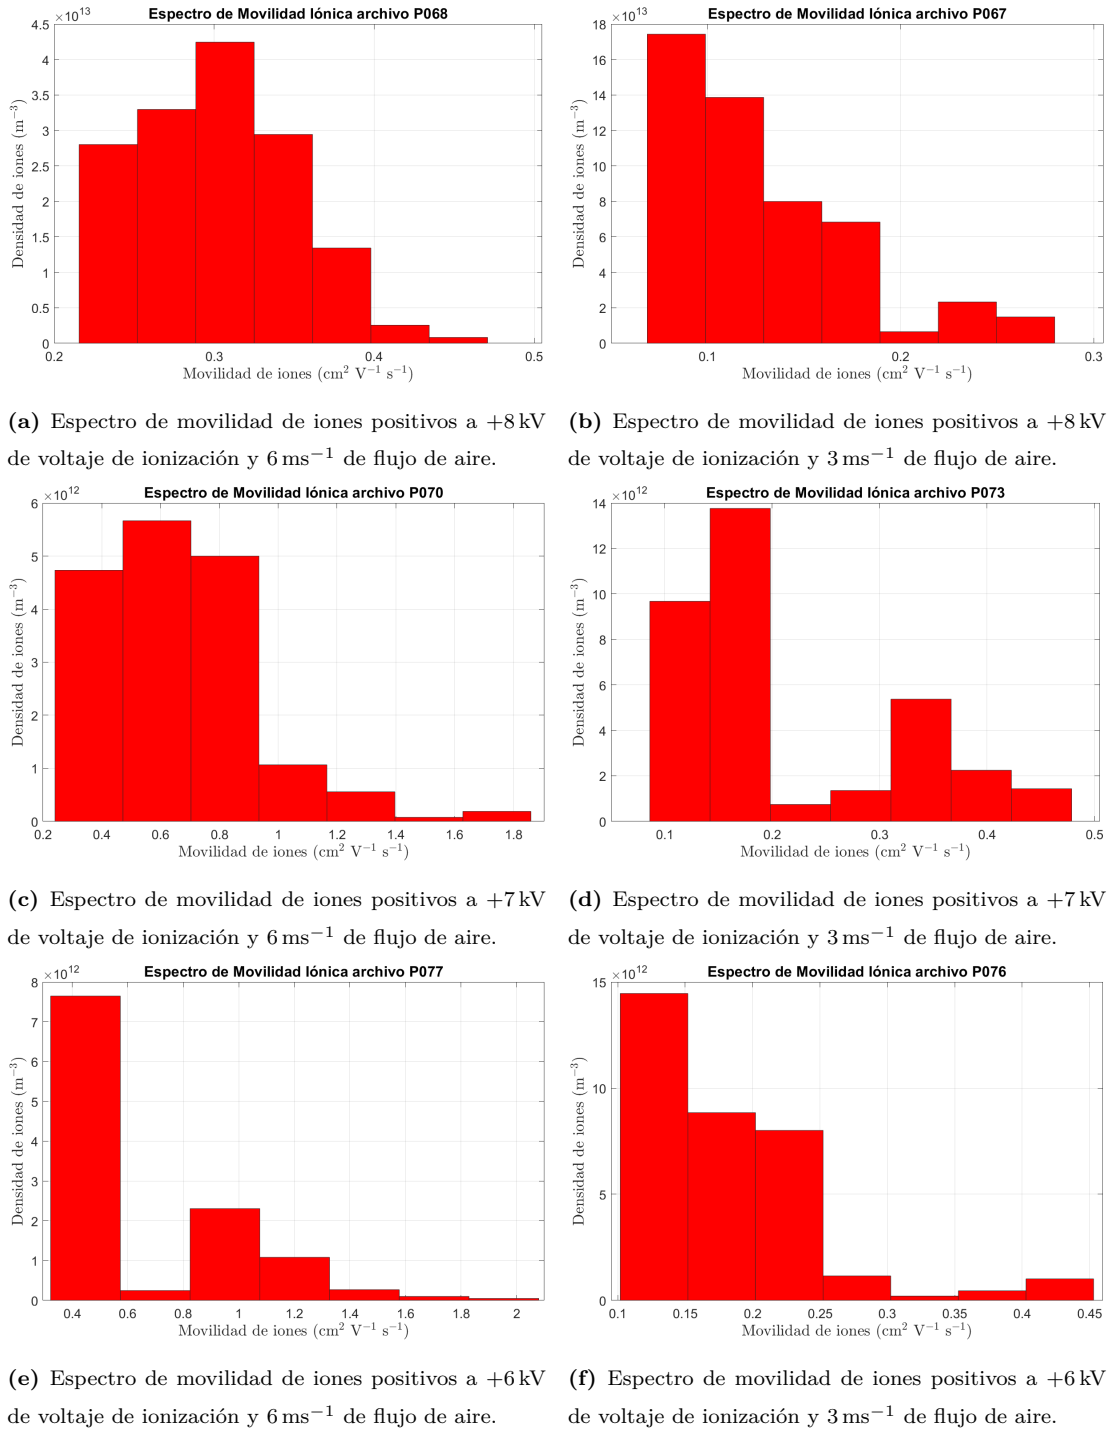 Espectro de Movilidad Iónica archivo P068
×10¹³
4.5
4
3.5
3
2.5
2
1.5
1
0.5
0
Densidad de iones (m⁻³)
0.2 0.3 0.4 0.5
Movilidad de iones (cm² V⁻¹ s⁻¹)
(a) Espectro de movilidad de iones positivos a +8 kV
de voltaje de ionización y 6 ms⁻¹ de flujo de aire.
Espectro de Movilidad Iónica archivo P067
×10¹³
18
16
14
12
10
8
6
4
2
0
Densidad de iones (m⁻³)
0.1 0.2 0.3
Movilidad de iones (cm² V⁻¹ s⁻¹)
(b) Espectro de movilidad de iones positivos a +8 kV
de voltaje de ionización y 3 ms⁻¹ de flujo de aire.
Espectro de Movilidad Iónica archivo P070
×10¹²
6
5
4
3
2
1
0
Densidad de iones (m⁻³)
0.2 0.4 0.6 0.8 1 1.2 1.4 1.6 1.8
Movilidad de iones (cm² V⁻¹ s⁻¹)
(c) Espectro de movilidad de iones positivos a +7 kV
de voltaje de ionización y 6 ms⁻¹ de flujo de aire.
Espectro de Movilidad Iónica archivo P073
×10¹²
14
12
10
8
6
4
2
0
Densidad de iones (m⁻³)
0.1 0.2 0.3 0.4 0.5
Movilidad de iones (cm² V⁻¹ s⁻¹)
(d) Espectro de movilidad de iones positivos a +7 kV
de voltaje de ionización y 3 ms⁻¹ de flujo de aire.
Espectro de Movilidad Iónica archivo P077
×10¹²
8
7
6
5
4
3
2
1
0
Densidad de iones (m⁻³)
0.4 0.6 0.8 1 1.2 1.4 1.6 1.8 2
Movilidad de iones (cm² V⁻¹ s⁻¹)
(e) Espectro de movilidad de iones positivos a +6 kV
de voltaje de ionización y 6 ms⁻¹ de flujo de aire.
Espectro de Movilidad Iónica archivo P076
×10¹²
15
10
5
0
Densidad de iones (m⁻³)
0.1 0.15 0.2 0.25 0.3 0.35 0.4 0.45
Movilidad de iones (cm² V⁻¹ s⁻¹)
(f) Espectro de movilidad de iones positivos a +6 kV
de voltaje de ionización y 3 ms⁻¹ de flujo de aire.